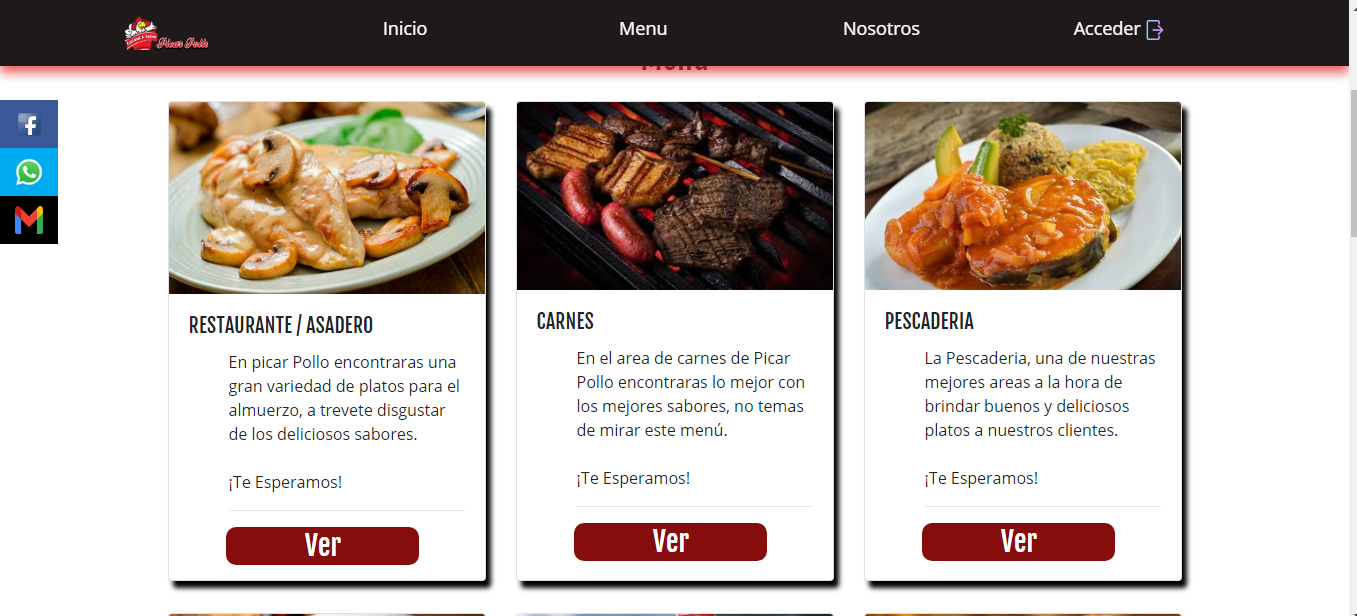 Inicio
Menu
Nosotros
Acceder
Picar Pollo
Menu
RESTAURANTE / ASADERO
En picar Pollo encontraras una
gran variedad de platos para el
almuerzo, a trevete disgustar
de los deliciosos sabores.
¡Te Esperamos!
Ver
CARNES
En el area de carnes de Picar
Pollo encontraras lo mejor con
los mejores sabores, no temas
de mirar este menú.
¡Te Esperamos!
Ver
PESCADERIA
La Pescaderia, una de nuestras
mejores areas a la hora de
brindar buenos y deliciosos
platos a nuestros clientes.
¡Te Esperamos!
Ver